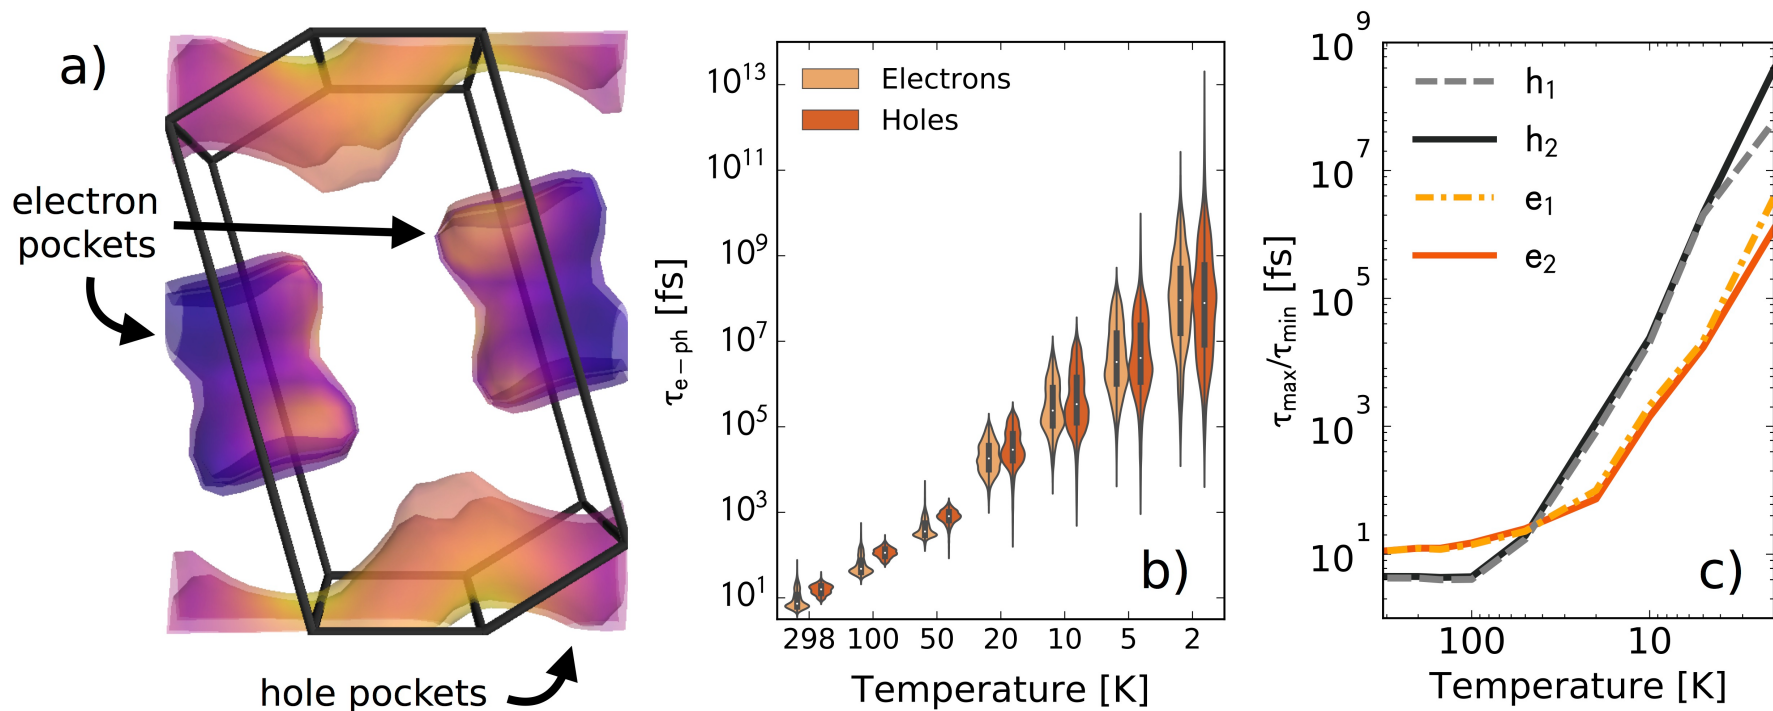 a)
electron
pockets
hole pockets
τe−ph [fs]
10^13
10^11
10^9
10^7
10^5
10^3
10^1
Electrons
Holes
b)
298 100 50 20 10 5 2
Temperature [K]
τmax/τmin [fs]
9
10^9
10^7
10^5
10^3
10^1
h1
h2
e1
e2
c)
100 10
Temperature [K]